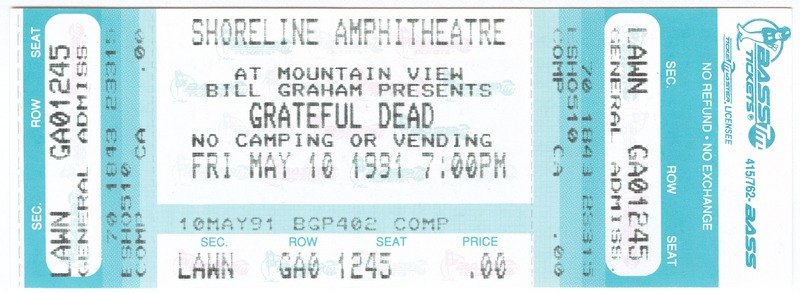 SEAT
ROW
SEC.
LAWN GA01245
GENERAL ADMISS
ESH0510
COMP CA .00
SHORELINE AMPHITHEATRE
AT MOUNTAIN VIEW
BILL GRAHAM PRESENTS
GRATEFUL DEAD
NO CAMPING OR VENDING
FRI MAY 10 1991 7:00PM
10MAY91 BGP402 COMP
SEC. ROW SEAT PRICE
LAWN GA0 1245 .00
70 1843 23315
ESH0510
COMP CA .00
LAWN GA01245
GENERAL ADMISS.
SEC.
ROW
SEAT
NO REFUND • NO EXCHANGE
BASS
TICKETS
TICKETMASTER LICENSEE
415/762-BASS